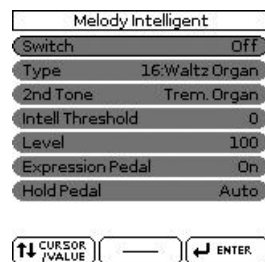 Melody Intelligent
Switch Off
Type 16:Waltz Organ
2nd Tone Trem. Organ
Intell Threshold 0
Level 100
Expression Pedal On
Hold Pedal Auto
CURSOR
/VALUE
ENTER